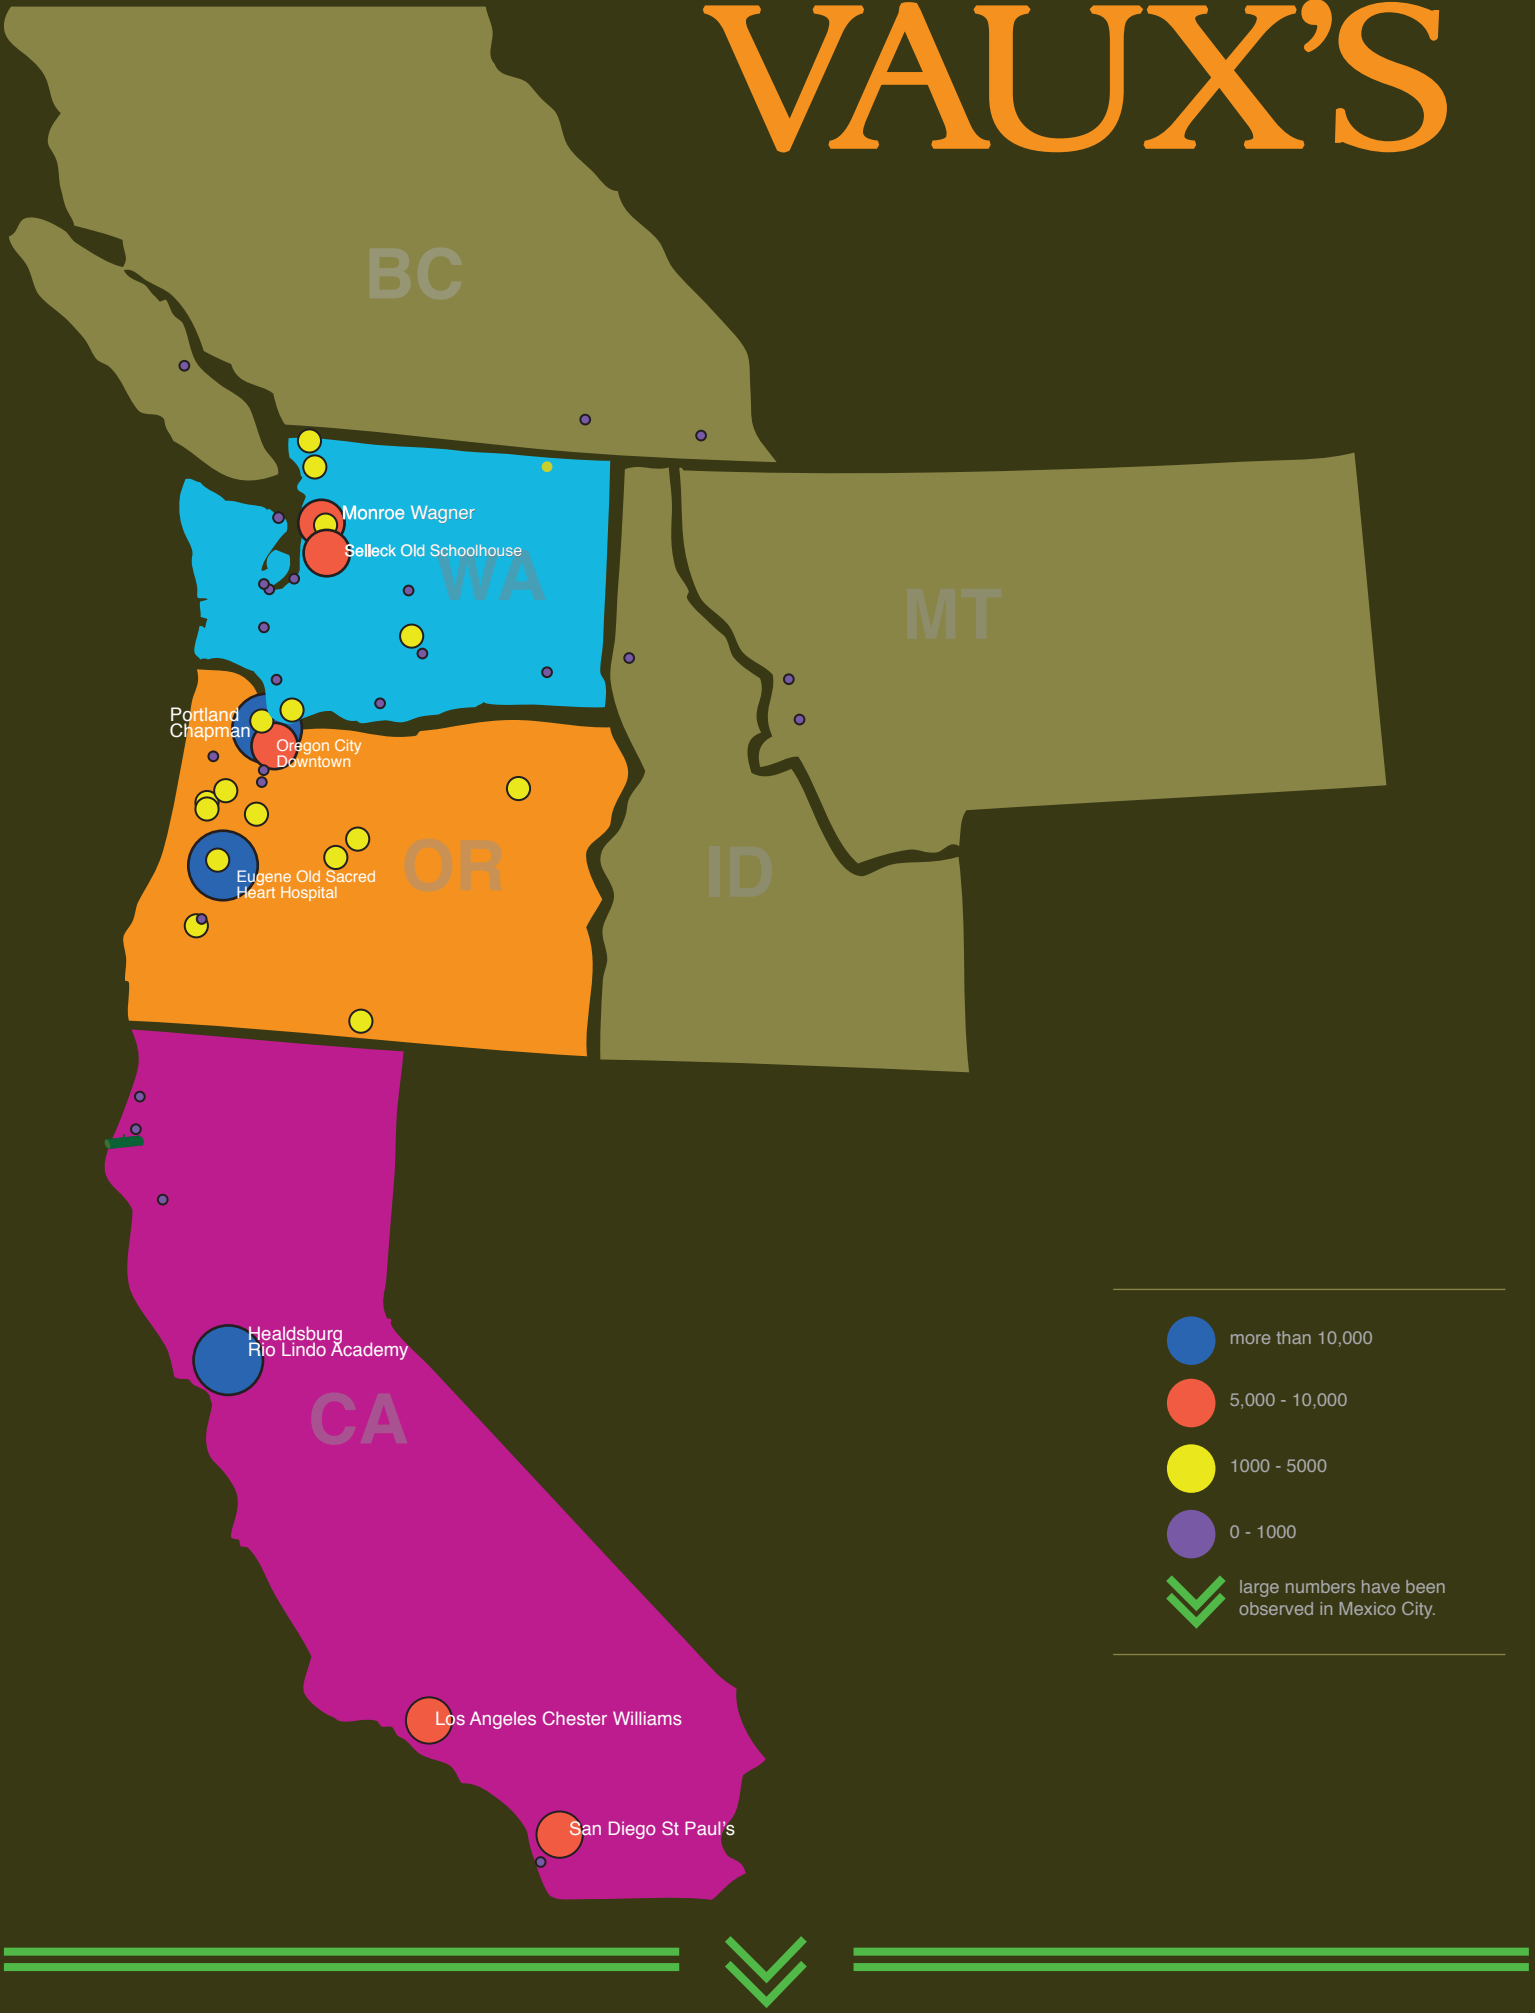 VAUX'S
BC
Monroe Wagner
Selleck Old Schoolhouse
WA
MT
Portland
Chapman
Oregon City
Downtown
OR
ID
Eugene Old Sacred
Heart Hospital
Healdsburg
Rio Lindo Academy
CA
more than 10,000
5,000 - 10,000
1000 - 5000
0 - 1000
large numbers have been
observed in Mexico City.
Los Angeles Chester Williams
San Diego St Paul's